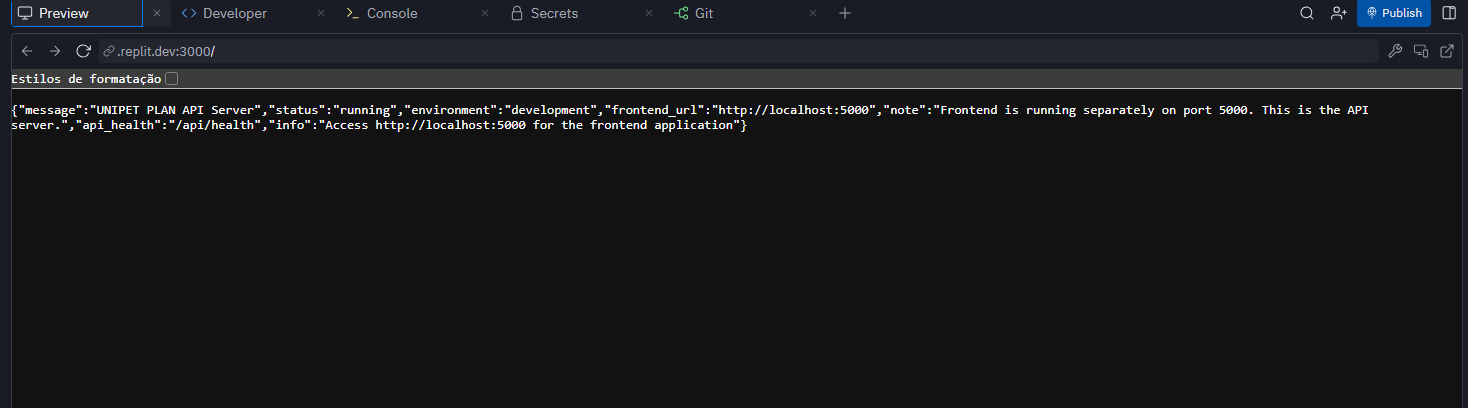 Preview
Developer
Console
Secrets
Git
Publish
.replit.dev:3000/
Estilos de formatação
{"message":"UNIPET PLAN API Server","status":"running","environment":"development","frontend_url":"http://localhost:5000","note":"Frontend is running separately on port 5000. This is the API
server.","api_health":"/api/health","info":"Access http://localhost:5000 for the frontend application"}